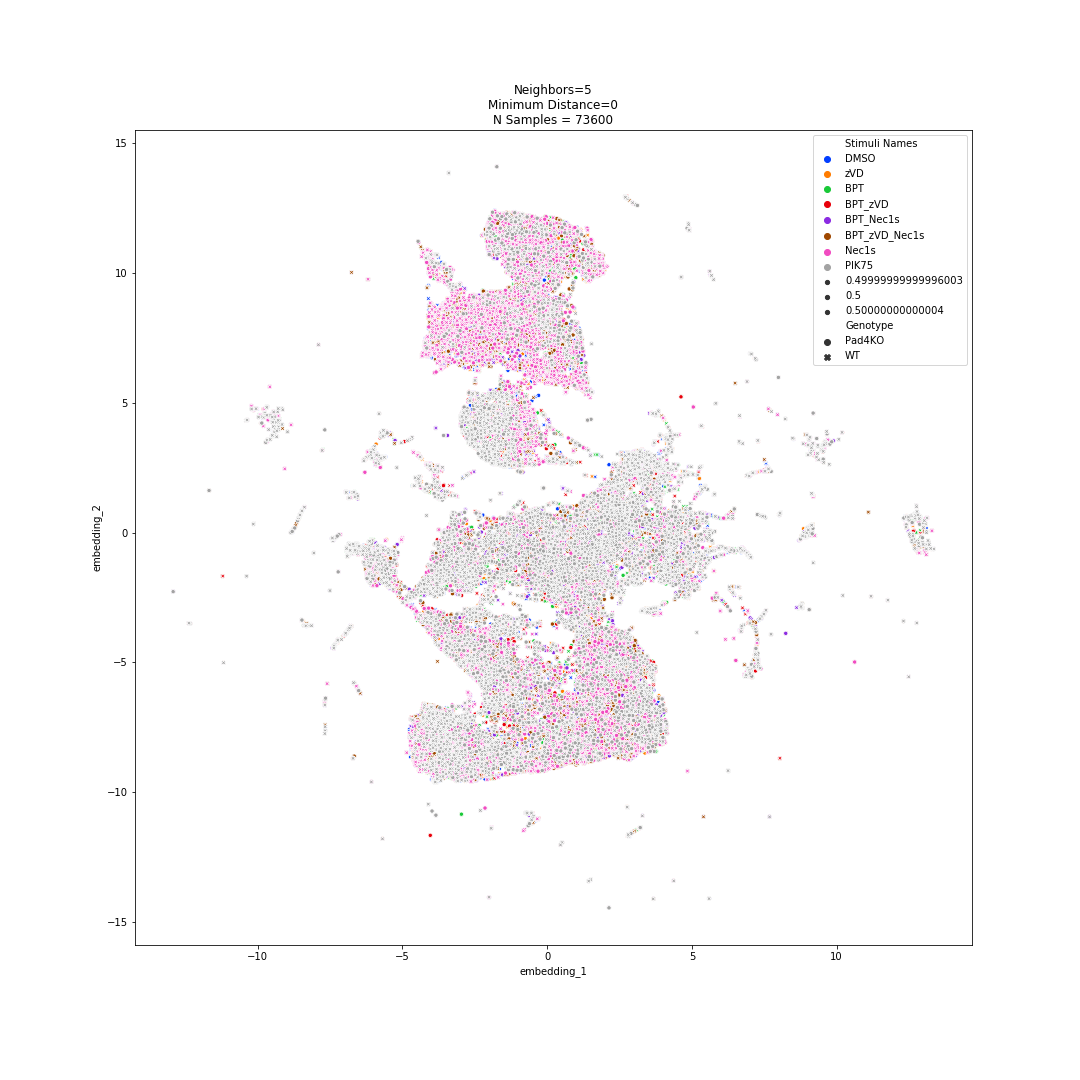 Neighbors=5
Minimum Distance=0
N Samples = 73600
Stimuli Names
DMSO
zVD
BPT
BPT_zVD
BPT_Nec1s
BPT_zVD_Nec1s
Nec1s
PIK75
0.49999999999996003
0.5
0.50000000000004
Genotype
Pad4KO
WT
15
10
5
0
−5
−10
−15
embedding_2
−10
−5
0
5
10
embedding_1